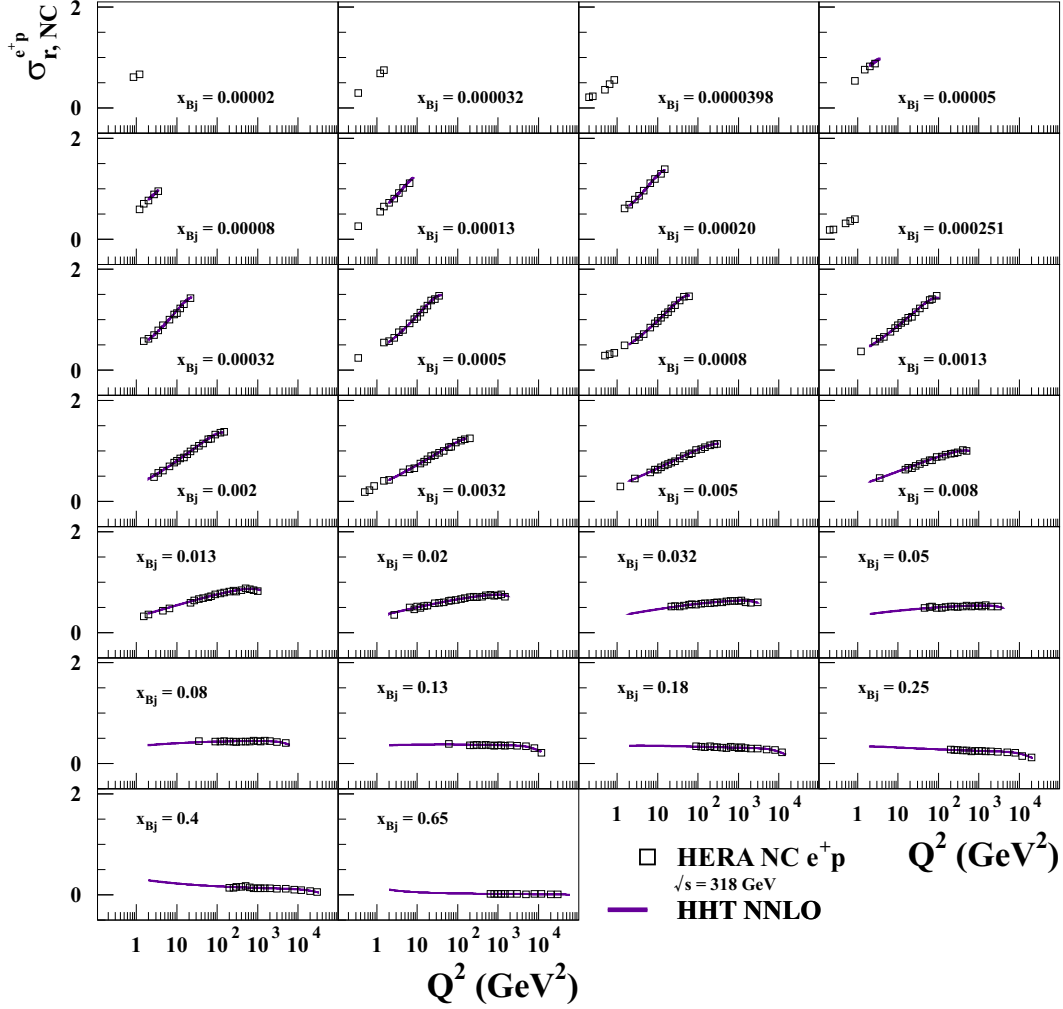 σ r, NC e+p
2
1
0
x_Bj = 0.00002
x_Bj = 0.000032
x_Bj = 0.0000398
x_Bj = 0.00005
2
1
0
x_Bj = 0.00008
x_Bj = 0.00013
x_Bj = 0.00020
x_Bj = 0.000251
2
1
0
x_Bj = 0.00032
x_Bj = 0.0005
x_Bj = 0.0008
x_Bj = 0.0013
2
1
0
x_Bj = 0.002
x_Bj = 0.0032
x_Bj = 0.005
x_Bj = 0.008
2
1
0
x_Bj = 0.013
x_Bj = 0.02
x_Bj = 0.032
x_Bj = 0.05
2
1
0
x_Bj = 0.08
x_Bj = 0.13
x_Bj = 0.18
x_Bj = 0.25
2
1
0
x_Bj = 0.4
x_Bj = 0.65
1 10 10^2 10^3 10^4
1 10 10^2 10^3 10^4
Q^2 (GeV^2)
HERA NC e^+p
√s = 318 GeV
HHT NNLO
1 10 10^2 10^3 10^4
1 10 10^2 10^3 10^4
Q^2 (GeV^2)